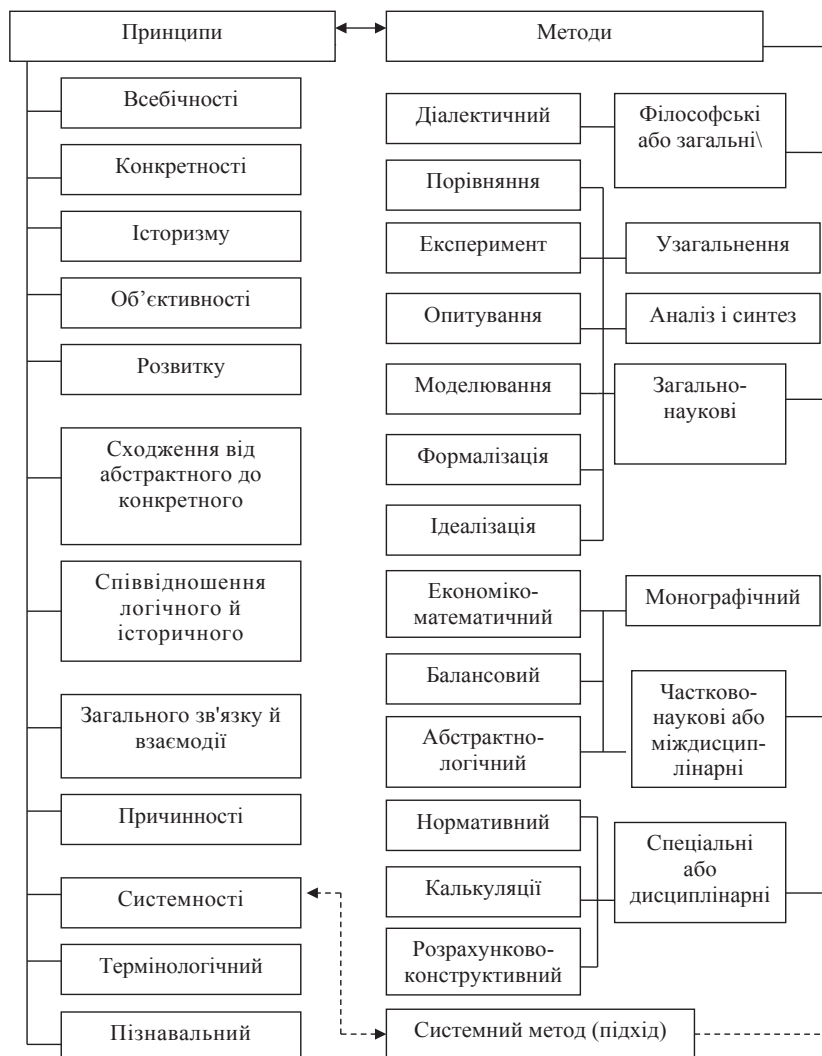 Принципи
Методи
Всебічності
Конкретності
Історизму
Об’єктивності
Розвитку
Сходження від
абстрактного до
конкретного
Співвідношення
логічного й
історичного
Загального зв'язку й
взаємодії
Причинності
Системності
Термінологічний
Пізнавальний
Діалектичний
Філософські
або загальні\
Порівняння
Експеримент
Узагальнення
Опитування
Аналіз і синтез
Моделювання
Загально-
наукові
Формалізація
Ідеалізація
Економіко-
математичний
Монографічний
Балансовий
Частково-
наукові або
міждисцип-
лінарні
Абстрактно-
логічний
Нормативний
Спеціальні
або
дисциплінарні
Калькуляції
Розрахунково-
конструктивний
Системний метод (підхід)